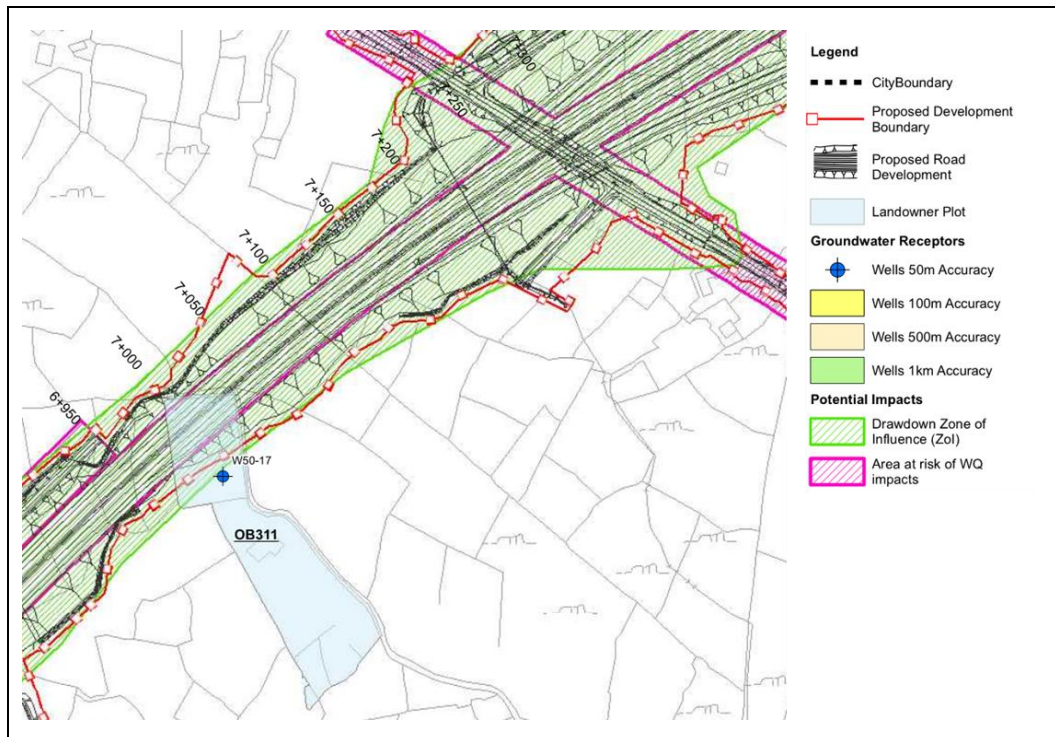 7+300
7+250
7+200
7+150
7+100
7+050
7+000
6+950
W50-17
OB311
Legend
CityBoundary
Proposed Development
Boundary
Proposed Road
Development
Landowner Plot
Groundwater Receptors
Wells 50m Accuracy
Wells 100m Accuracy
Wells 500m Accuracy
Wells 1km Accuracy
Potential Impacts
Drawdown Zone of
Influence (ZoI)
Area at risk of WQ
impacts